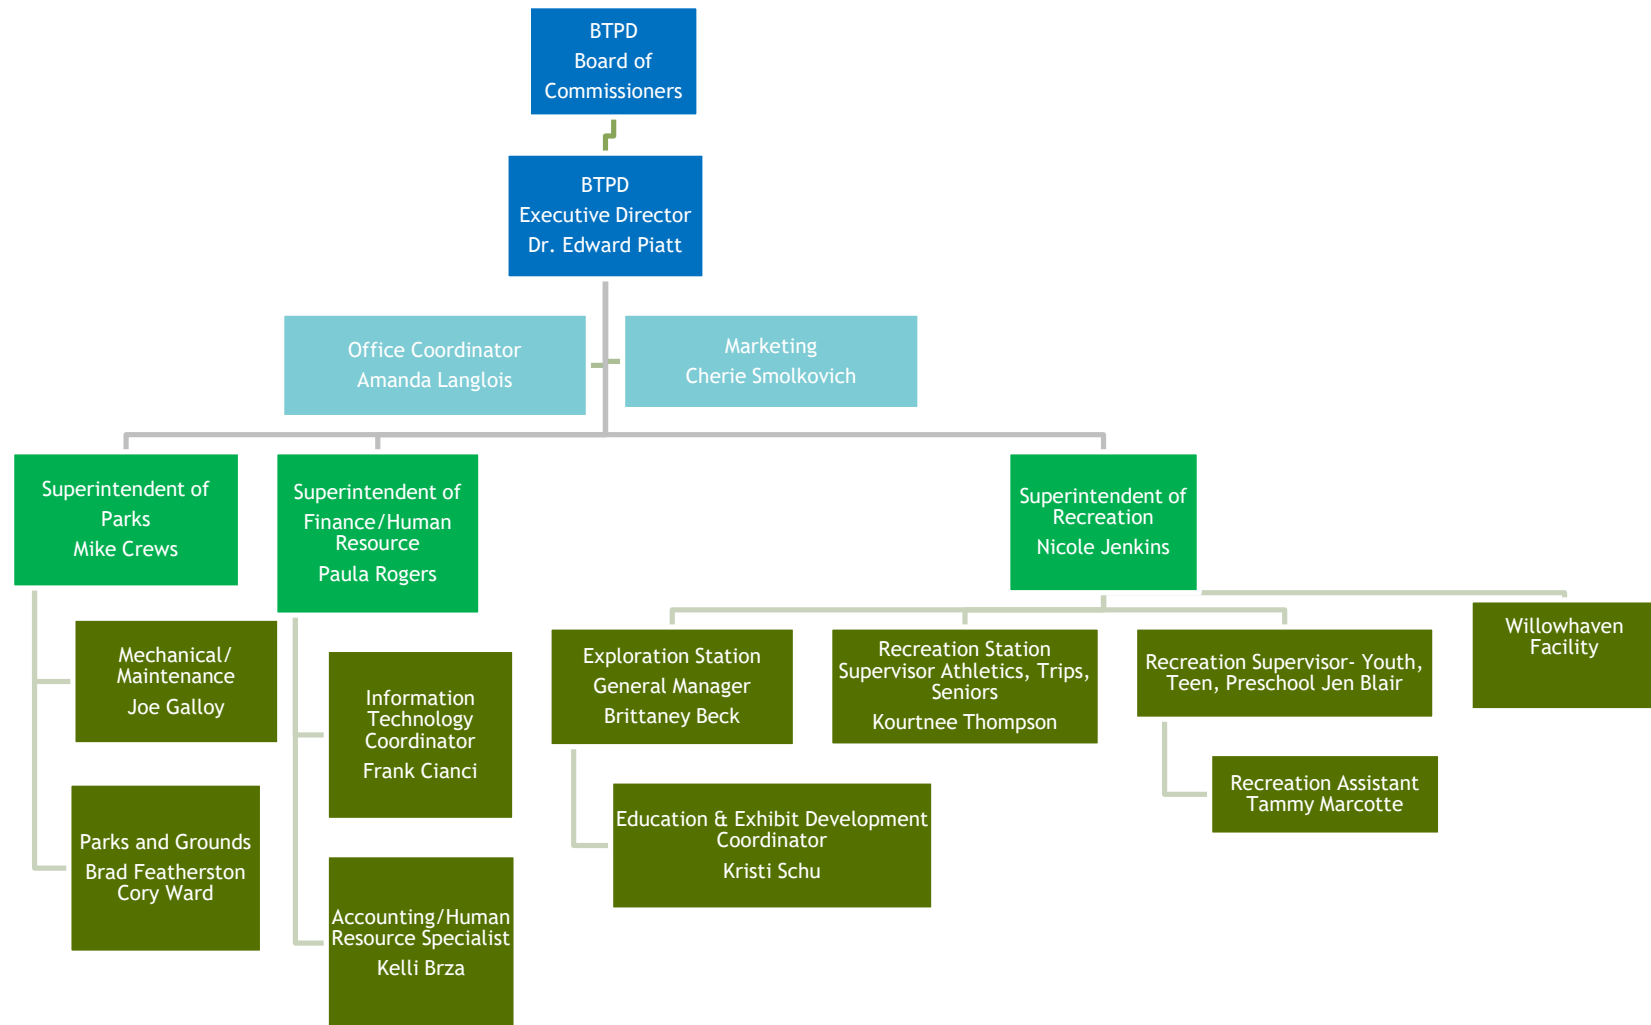 BTPD
Board of
Commissioners
BTPD
Executive Director
Dr. Edward Piatt
Office Coordinator
Amanda Langlois
Marketing
Cherie Smolkovich
Superintendent of
Parks
Mike Crews
Superintendent of
Finance/Human
Resource
Paula Rogers
Superintendent of
Recreation
Nicole Jenkins
Mechanical/
Maintenance
Joe Galloy
Parks and Grounds
Brad Featherston
Cory Ward
Information
Technology
Coordinator
Frank Cianci
Accounting/Human
Resource Specialist
Kelli Brza
Exploration Station
General Manager
Brittaney Beck
Education & Exhibit Development
Coordinator
Kristi Schu
Recreation Station
Supervisor Athletics, Trips,
Seniors
Kourtnee Thompson
Recreation Supervisor- Youth,
Teen, Preschool Jen Blair
Recreation Assistant
Tammy Marcotte
Willowhaven
Facility